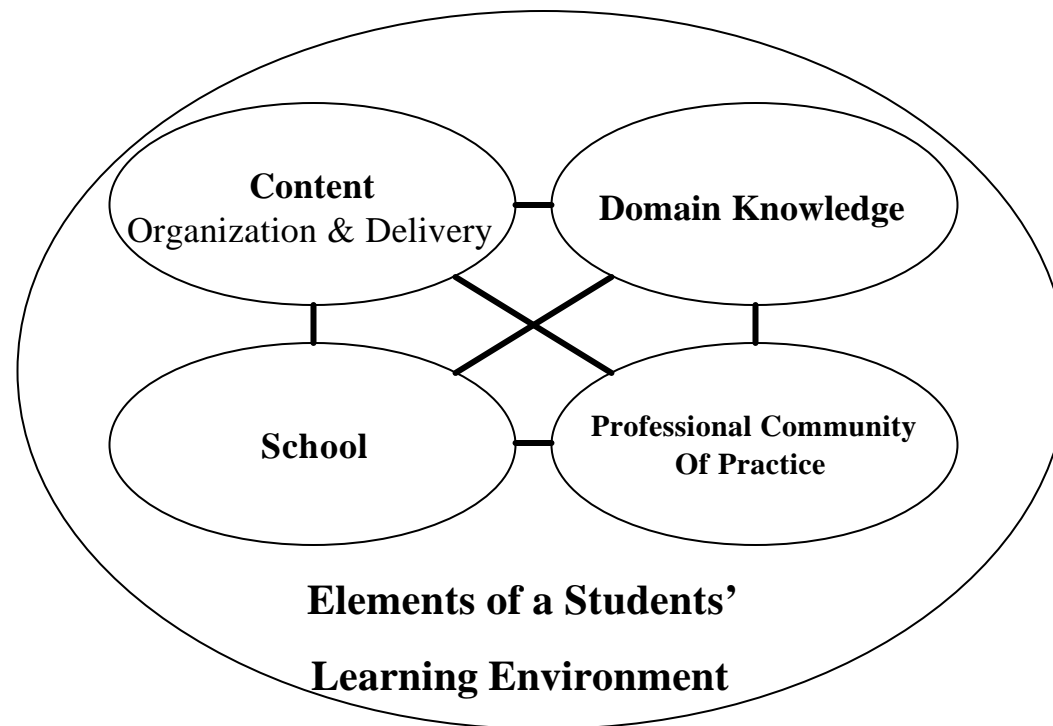 Content
Organization & Delivery
Domain Knowledge
School
Professional Community
Of Practice
Elements of a Students’
Learning Environment